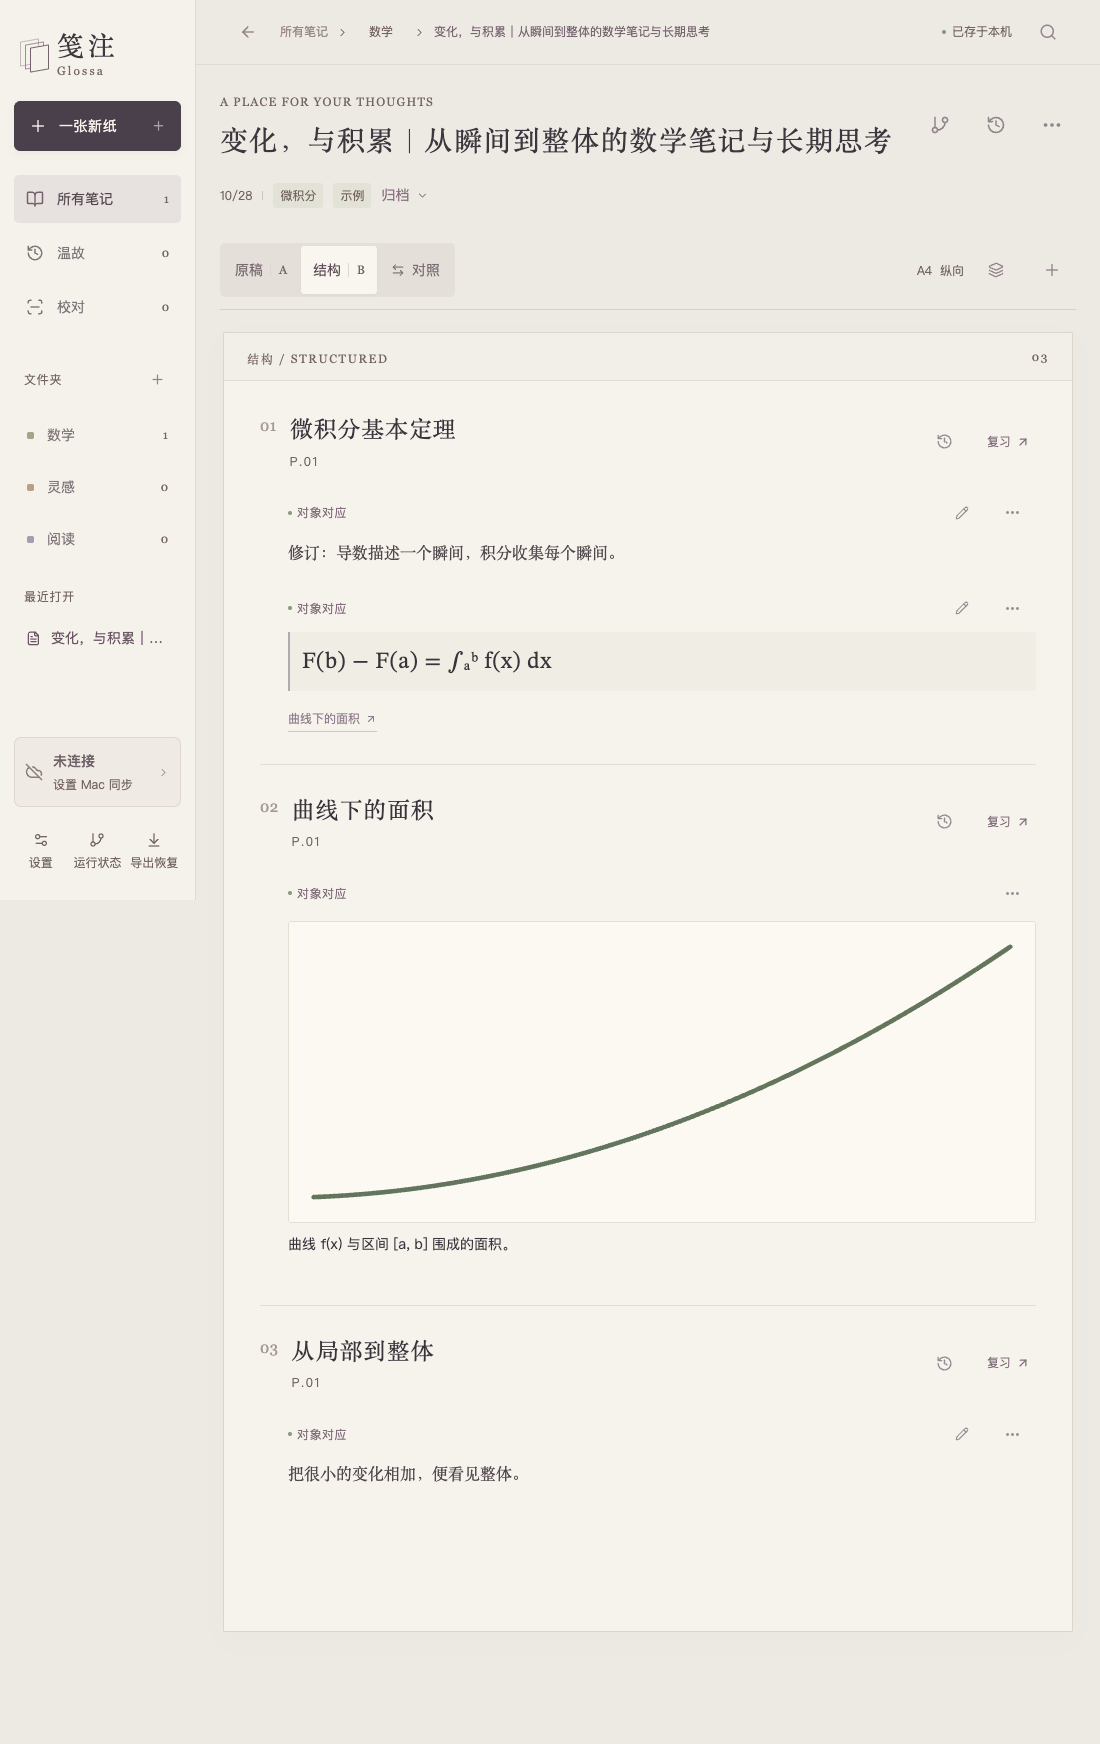 笺注
Glossa
一张新纸
所有笔记 1
温故 0
校对 0
文件夹
数学 1
灵感 0
阅读 0
最近打开
变化，与积累｜...
未连接
设置 Mac 同步
设置 运行状态 导出恢复
所有笔记 数学 变化，与积累｜从瞬间到整体的数学笔记与长期思考 已存于本机
A PLACE FOR YOUR THOUGHTS
变化，与积累｜从瞬间到整体的数学笔记与长期思考
10/28 微积分 示例 归档
原稿 A 结构 B 对照 A4 纵向
结构 / STRUCTURED 03
01 微积分基本定理
P.01
复习
对象对应
修订：导数描述一个瞬间，积分收集每个瞬间。
对象对应
F(b) − F(a) = ∫ₐᵇ f(x) dx
曲线下的面积
02 曲线下的面积
P.01
复习
对象对应
曲线 f(x) 与区间 [a, b] 围成的面积。
03 从局部到整体
P.01
复习
对象对应
把很小的变化相加，便看见整体。